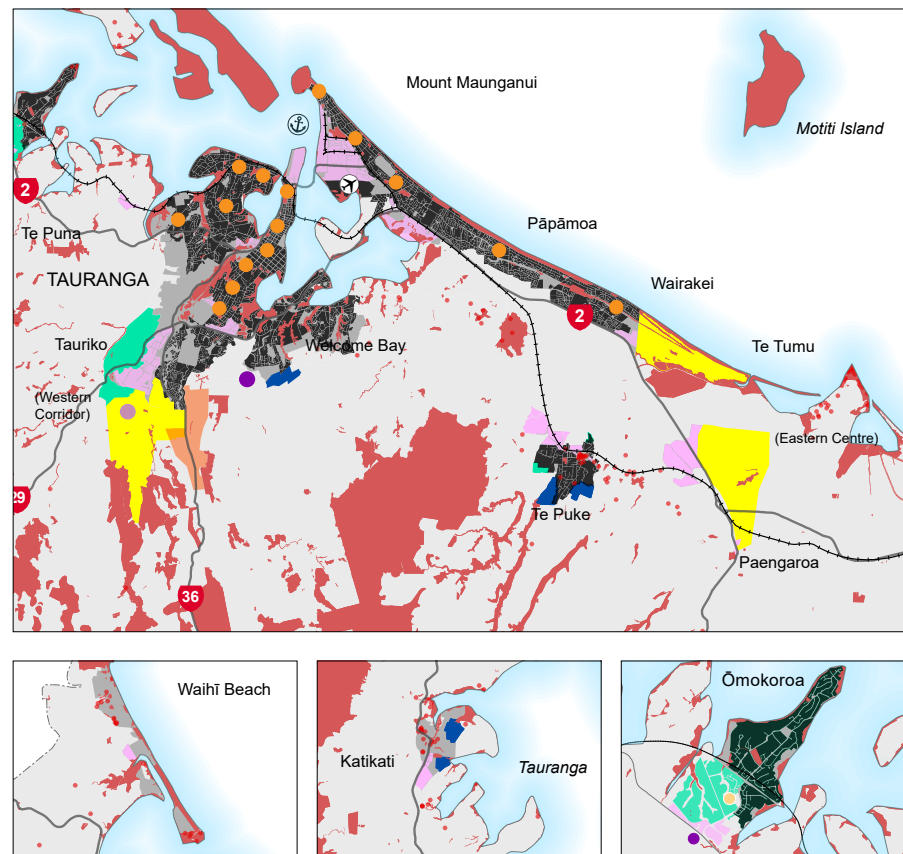 Mount Maunganui
Motiti Island
2
Te Puna
Pāpāmoa
TAURANGA
Wairakei
2
Tauriko
Welcome Bay
Te Tumu
(Western
Corridor)
(Eastern Centre)
29
Te Puke
Paengaroa
36
Waihī Beach
Katikati
Tauranga
Ōmokoroa